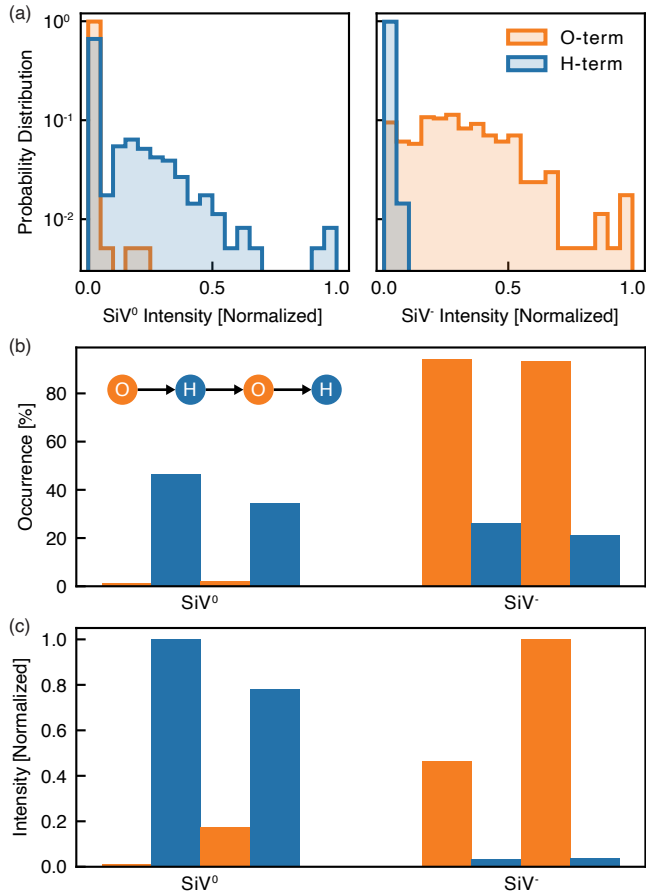 (a)
Probability Distribution
10⁰
10⁻¹
10⁻²
0.0 0.5 1.0
SiV⁰ Intensity [Normalized]
O-term
H-term
0.0 0.5 1.0
SiV⁻ Intensity [Normalized]
(b)
Occurrence [%]
80
60
40
20
0
O H O H
SiV⁰ SiV⁻
(c)
Intensity [Normalized]
1.0
0.8
0.6
0.4
0.2
0.0
SiV⁰ SiV⁻